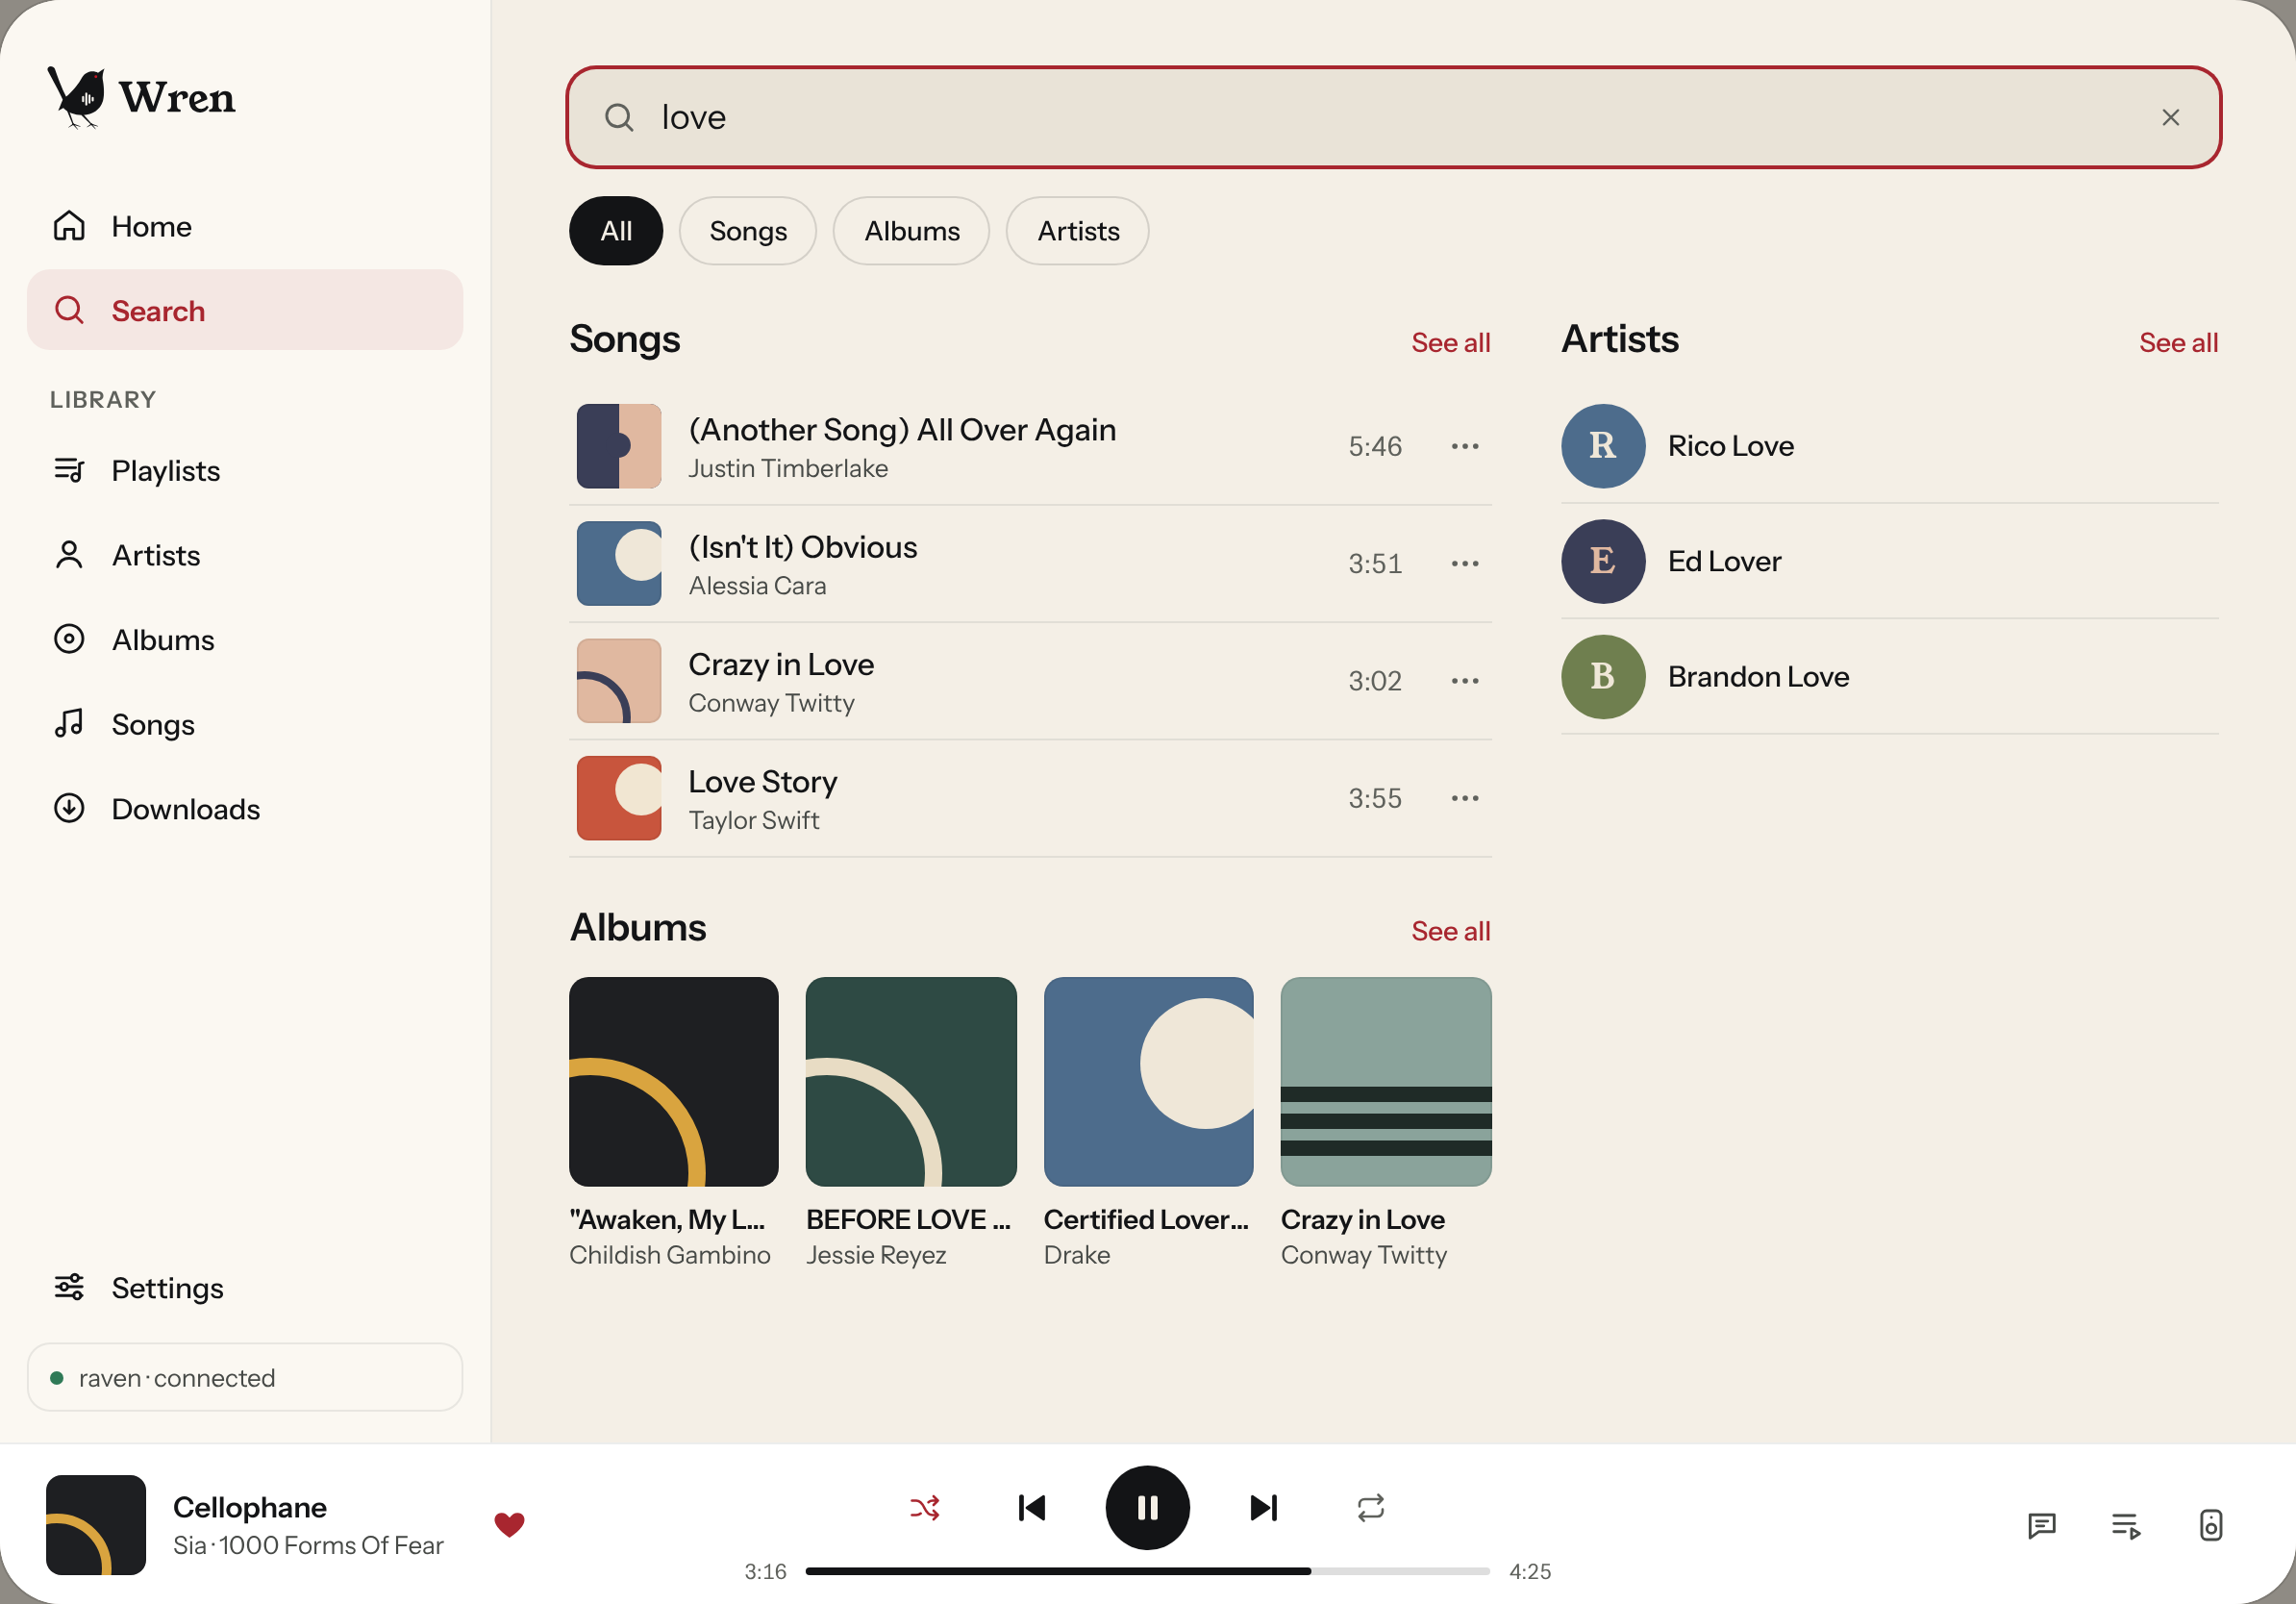 Wren
Home
Search
LIBRARY
Playlists
Artists
Albums
Songs
Downloads
Settings
raven · connected
love
All
Songs
Albums
Artists
Songs
See all
(Another Song) All Over Again
Justin Timberlake
5:46
(Isn't It) Obvious
Alessia Cara
3:51
Crazy in Love
Conway Twitty
3:02
Love Story
Taylor Swift
3:55
Artists
See all
R
Rico Love
E
Ed Lover
B
Brandon Love
Albums
See all
"Awaken, My L...
Childish Gambino
BEFORE LOVE ...
Jessie Reyez
Certified Lover...
Drake
Crazy in Love
Conway Twitty
Cellophane
Sia · 1000 Forms Of Fear
3:16
4:25